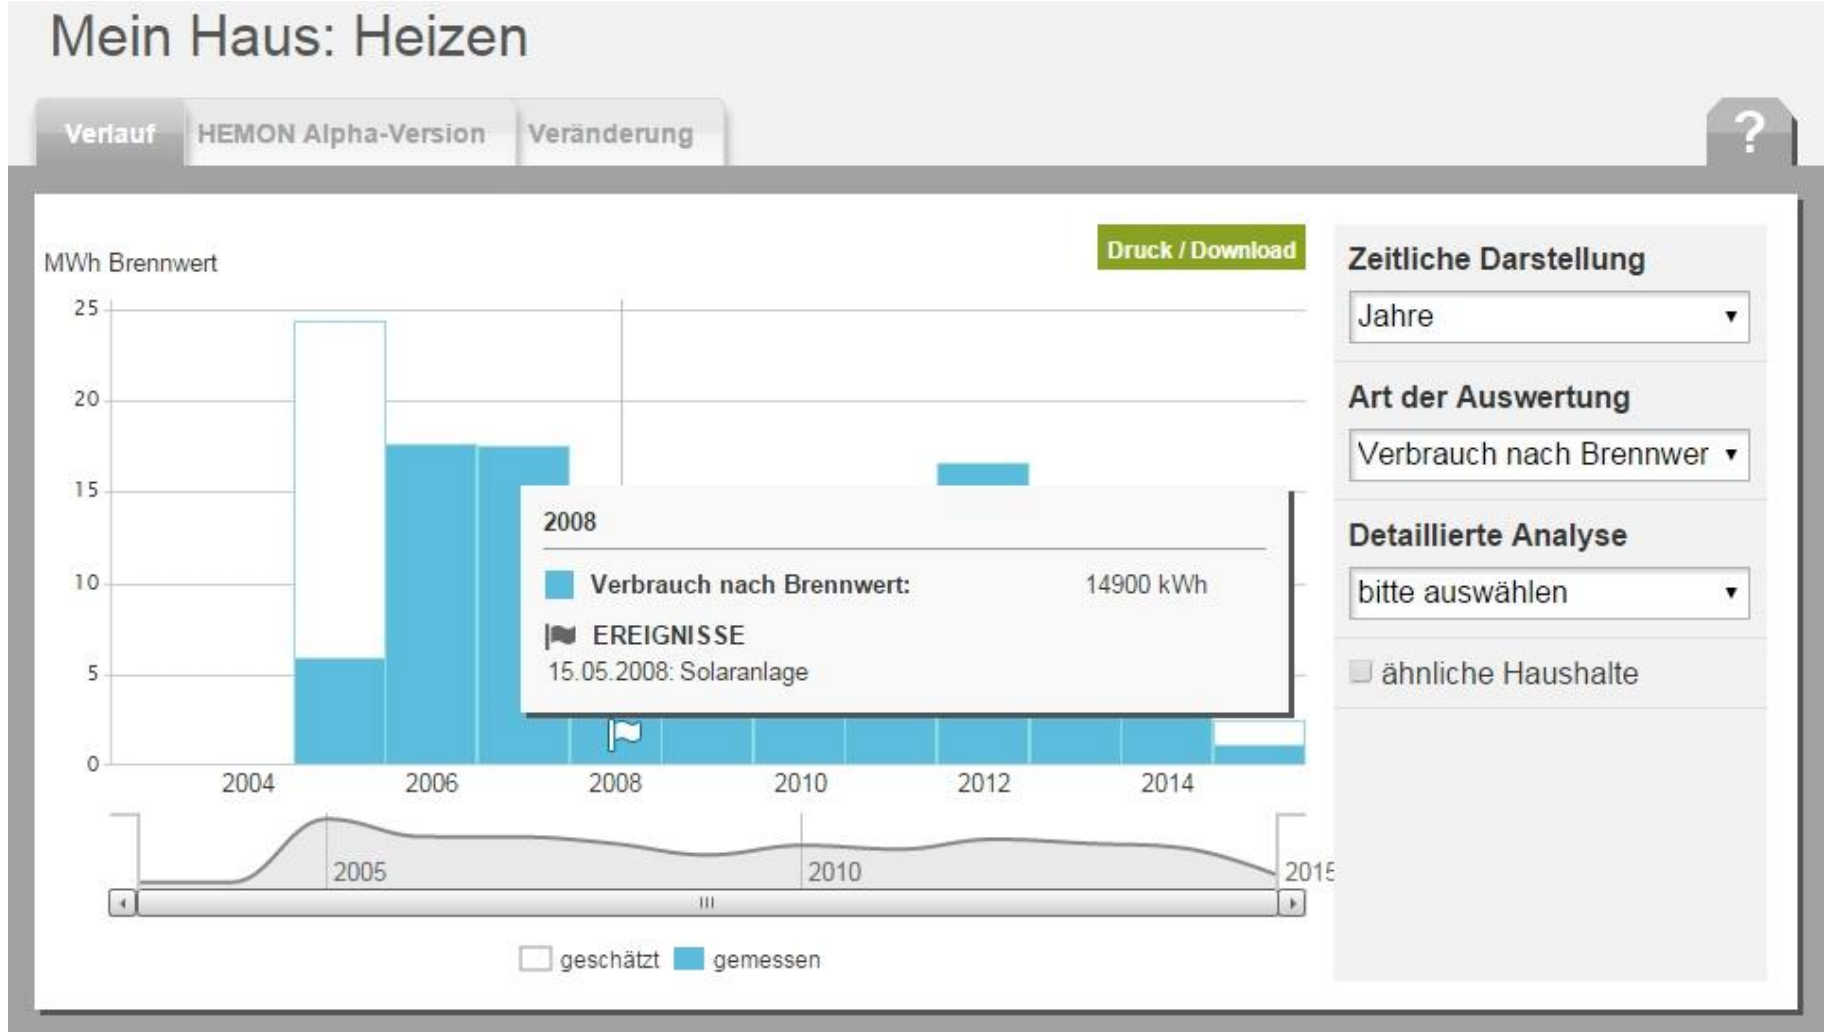 Mein Haus: Heizen
Verlauf
HEMON Alpha-Version
Veränderung
?
MWh Brennwert
Druck / Download
25
20
15
10
5
0
2008
Verbrauch nach Brennwert: 14900 kWh
EREIGNISSE
15.05.2008: Solaranlage
2004 2006 2008 2010 2012 2014
2005 2010 2015
geschätzt gemessen
Zeitliche Darstellung
Jahre
Art der Auswertung
Verbrauch nach Brennwer
Detaillierte Analyse
bitte auswählen
ähnliche Haushalte